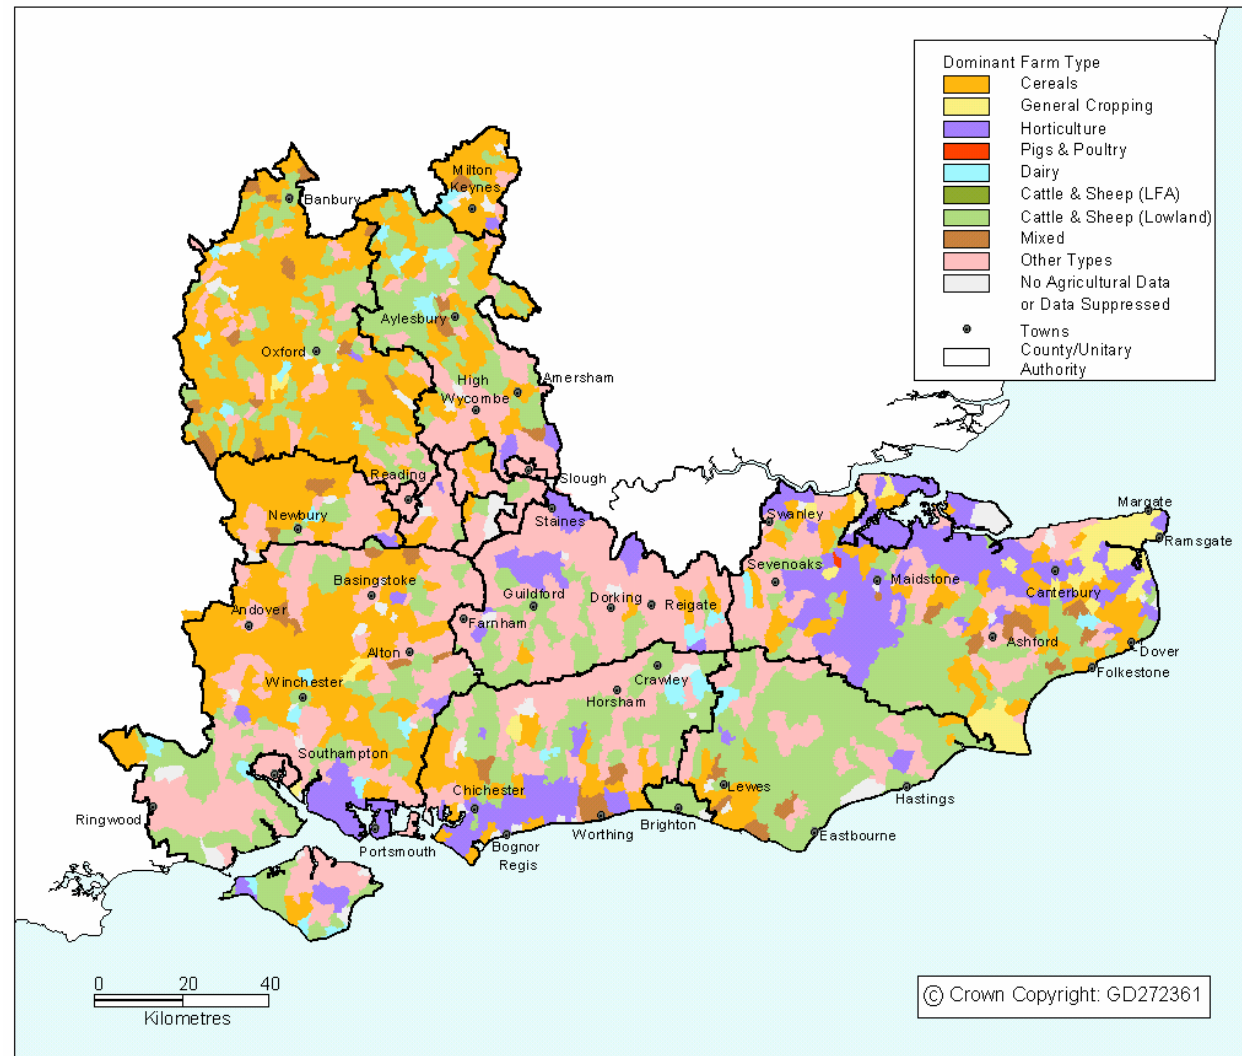 Dominant Farm Type
Cereals
General Cropping
Horticulture
Pigs & Poultry
Dairy
Cattle & Sheep (LFA)
Cattle & Sheep (Lowland)
Mixed
Other Types
No Agricultural Data
or Data Suppressed
Towns
County/Unitary
Authority
Milton
Keynes
Banbury
Aylesbury
Oxford
High
Wycombe
Amersham
Reading
Slough
Newbury
Staines
Swanley
Margate
Ramsgate
Basingstoke
Sevenoaks
Maidstone
Canterbury
Andover
Guildford
Dorking
Reigate
Farnham
Ashford
Dover
Alton
Folkestone
Winchester
Crawley
Horsham
Southampton
Chichester
Lewes
Hastings
Ringwood
Brighton
Worthing
Eastbourne
Portsmouth
Bognor
Regis
0 20 40
Kilometres
© Crown Copyright: GD272361